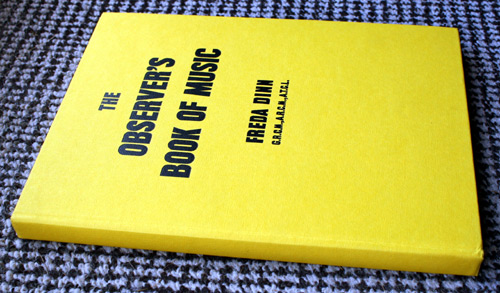 THE
OBSERVER'S
BOOK OF MUSIC
FREDA DINN
G.R.C.M., A.R.C.M., A.T.C.L.